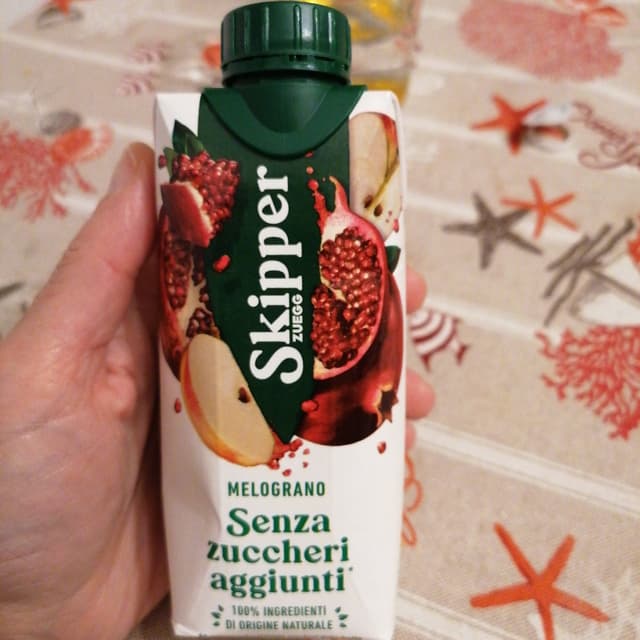 Skipper
ZUEGG
MELOGRANO
Senza
zuccheri
aggiunti*
100% INGREDIENTI
DI ORIGINE NATURALE